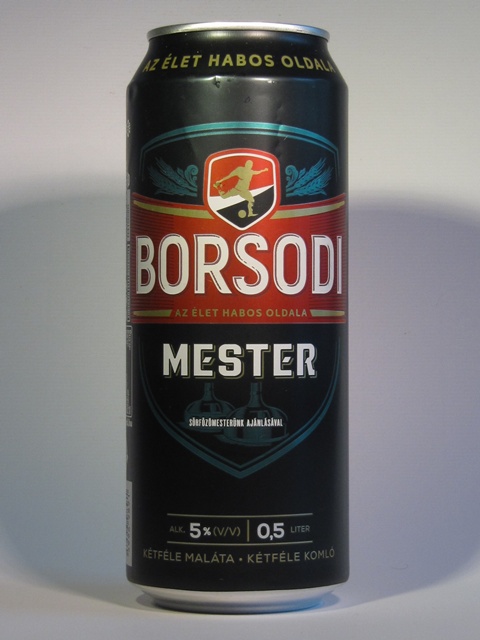 AZ ÉLET HABOS OLDALA
BORSODI
AZ ÉLET HABOS OLDALA
MESTER
SÖRFŐZŐMESTERÜNK AJÁNLÁSÁVAL
ALK. 5% (V/V) 0,5 LITER
KÉTFÉLE MALÁTA • KÉTFÉLE KOMLÓ